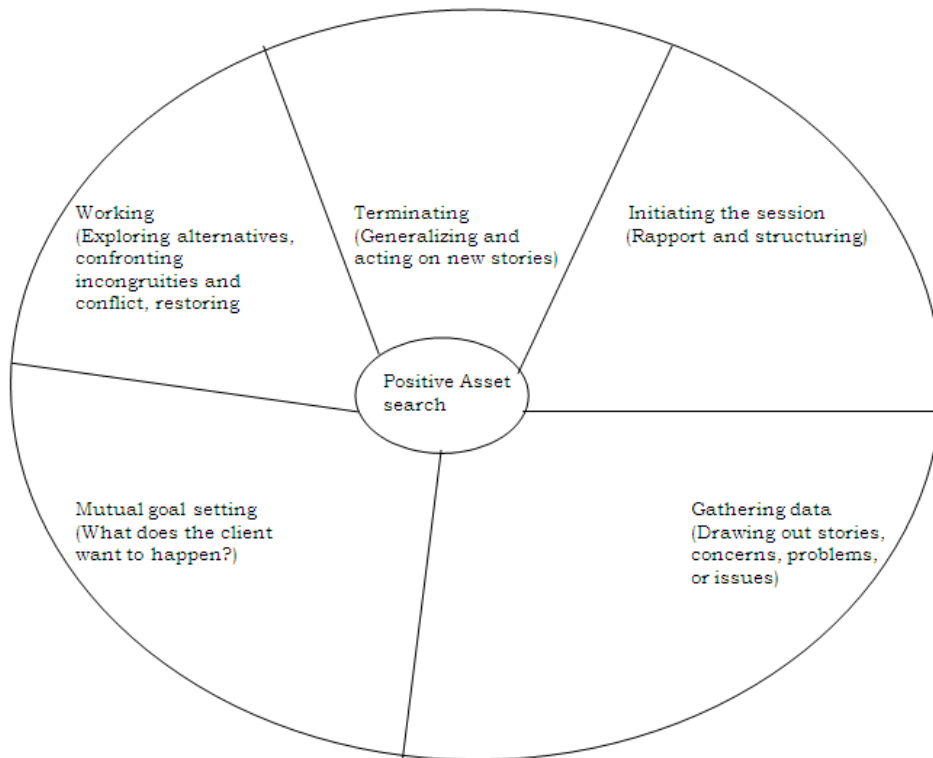 Working
(Exploring alternatives,
confronting
incongruities and
conflict, restoring
Terminating
(Generalizing and
acting on new stories)
Initiating the session
(Rapport and structuring)
Positive Asset
search
Mutual goal setting
(What does the client
want to happen?)
Gathering data
(Drawing out stories,
concerns, problems,
or issues)